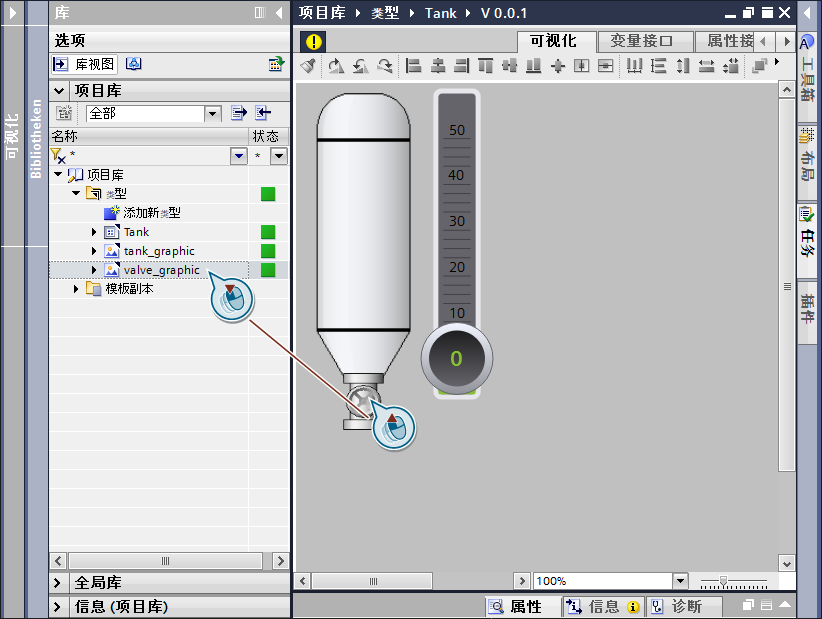 库
选项
库视图
项目库
全部
名称
状态
*
*
项目库
类型
添加新类型
Tank
tank_graphic
valve_graphic
模板副本
全局库
信息 (项目库)
可视化
Bibliotheken
项目库 类型 Tank V 0.0.1
可视化 变量接口 属性接
50
40
30
20
10
0
100%
属性 信息 诊断
工具箱
布局
任务
插件